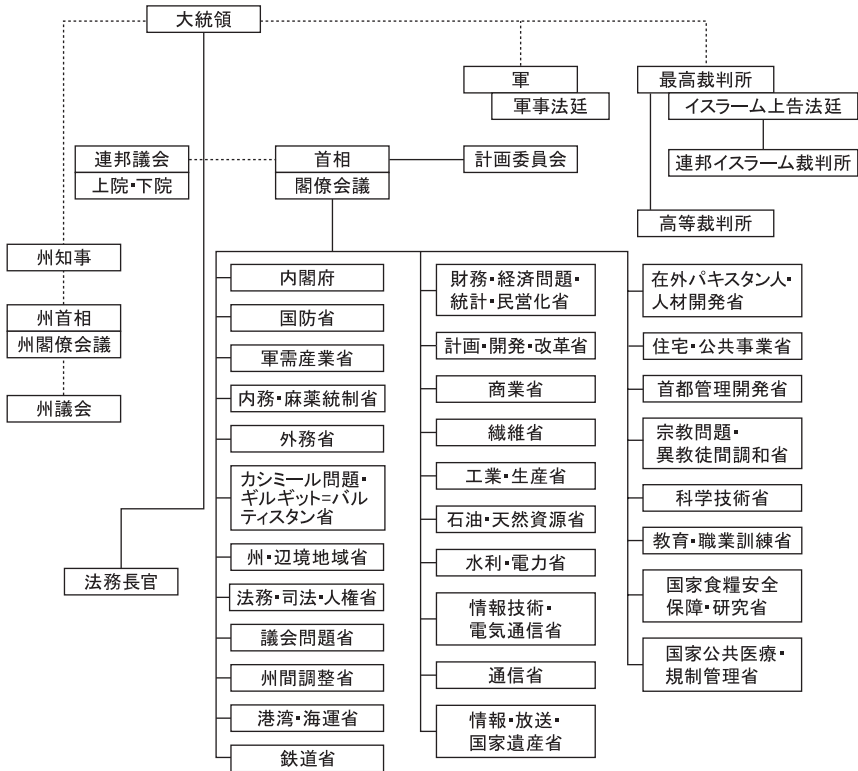 大統領
軍
軍事法廷
最高裁判所
イスラーム上告法廷
連邦イスラーム裁判所
高等裁判所
連邦議会
上院・下院
首相
閣僚会議
計画委員会
州知事
州首相
州閣僚会議
州議会
法務長官
内閣府
国防省
軍需産業省
内務・麻薬統制省
外務省
カシミール問題・
ギルギット=バル
ティスタン省
州・辺境地域省
法務・司法・人権省
議会問題省
州間調整省
港湾・海運省
鉄道省
財務・経済問題・
統計・民営化省
計画・開発・改革省
商業省
繊維省
工業・生産省
石油・天然資源省
水利・電力省
情報技術・
電気通信省
通信省
情報・放送・
国家遺産省
在外パキスタン人・
人材開発省
住宅・公共事業省
首都管理開発省
宗教問題・
異教徒間調和省
科学技術省
教育・職業訓練省
国家食糧安全
保障・研究省
国家公共医療・
規制管理省